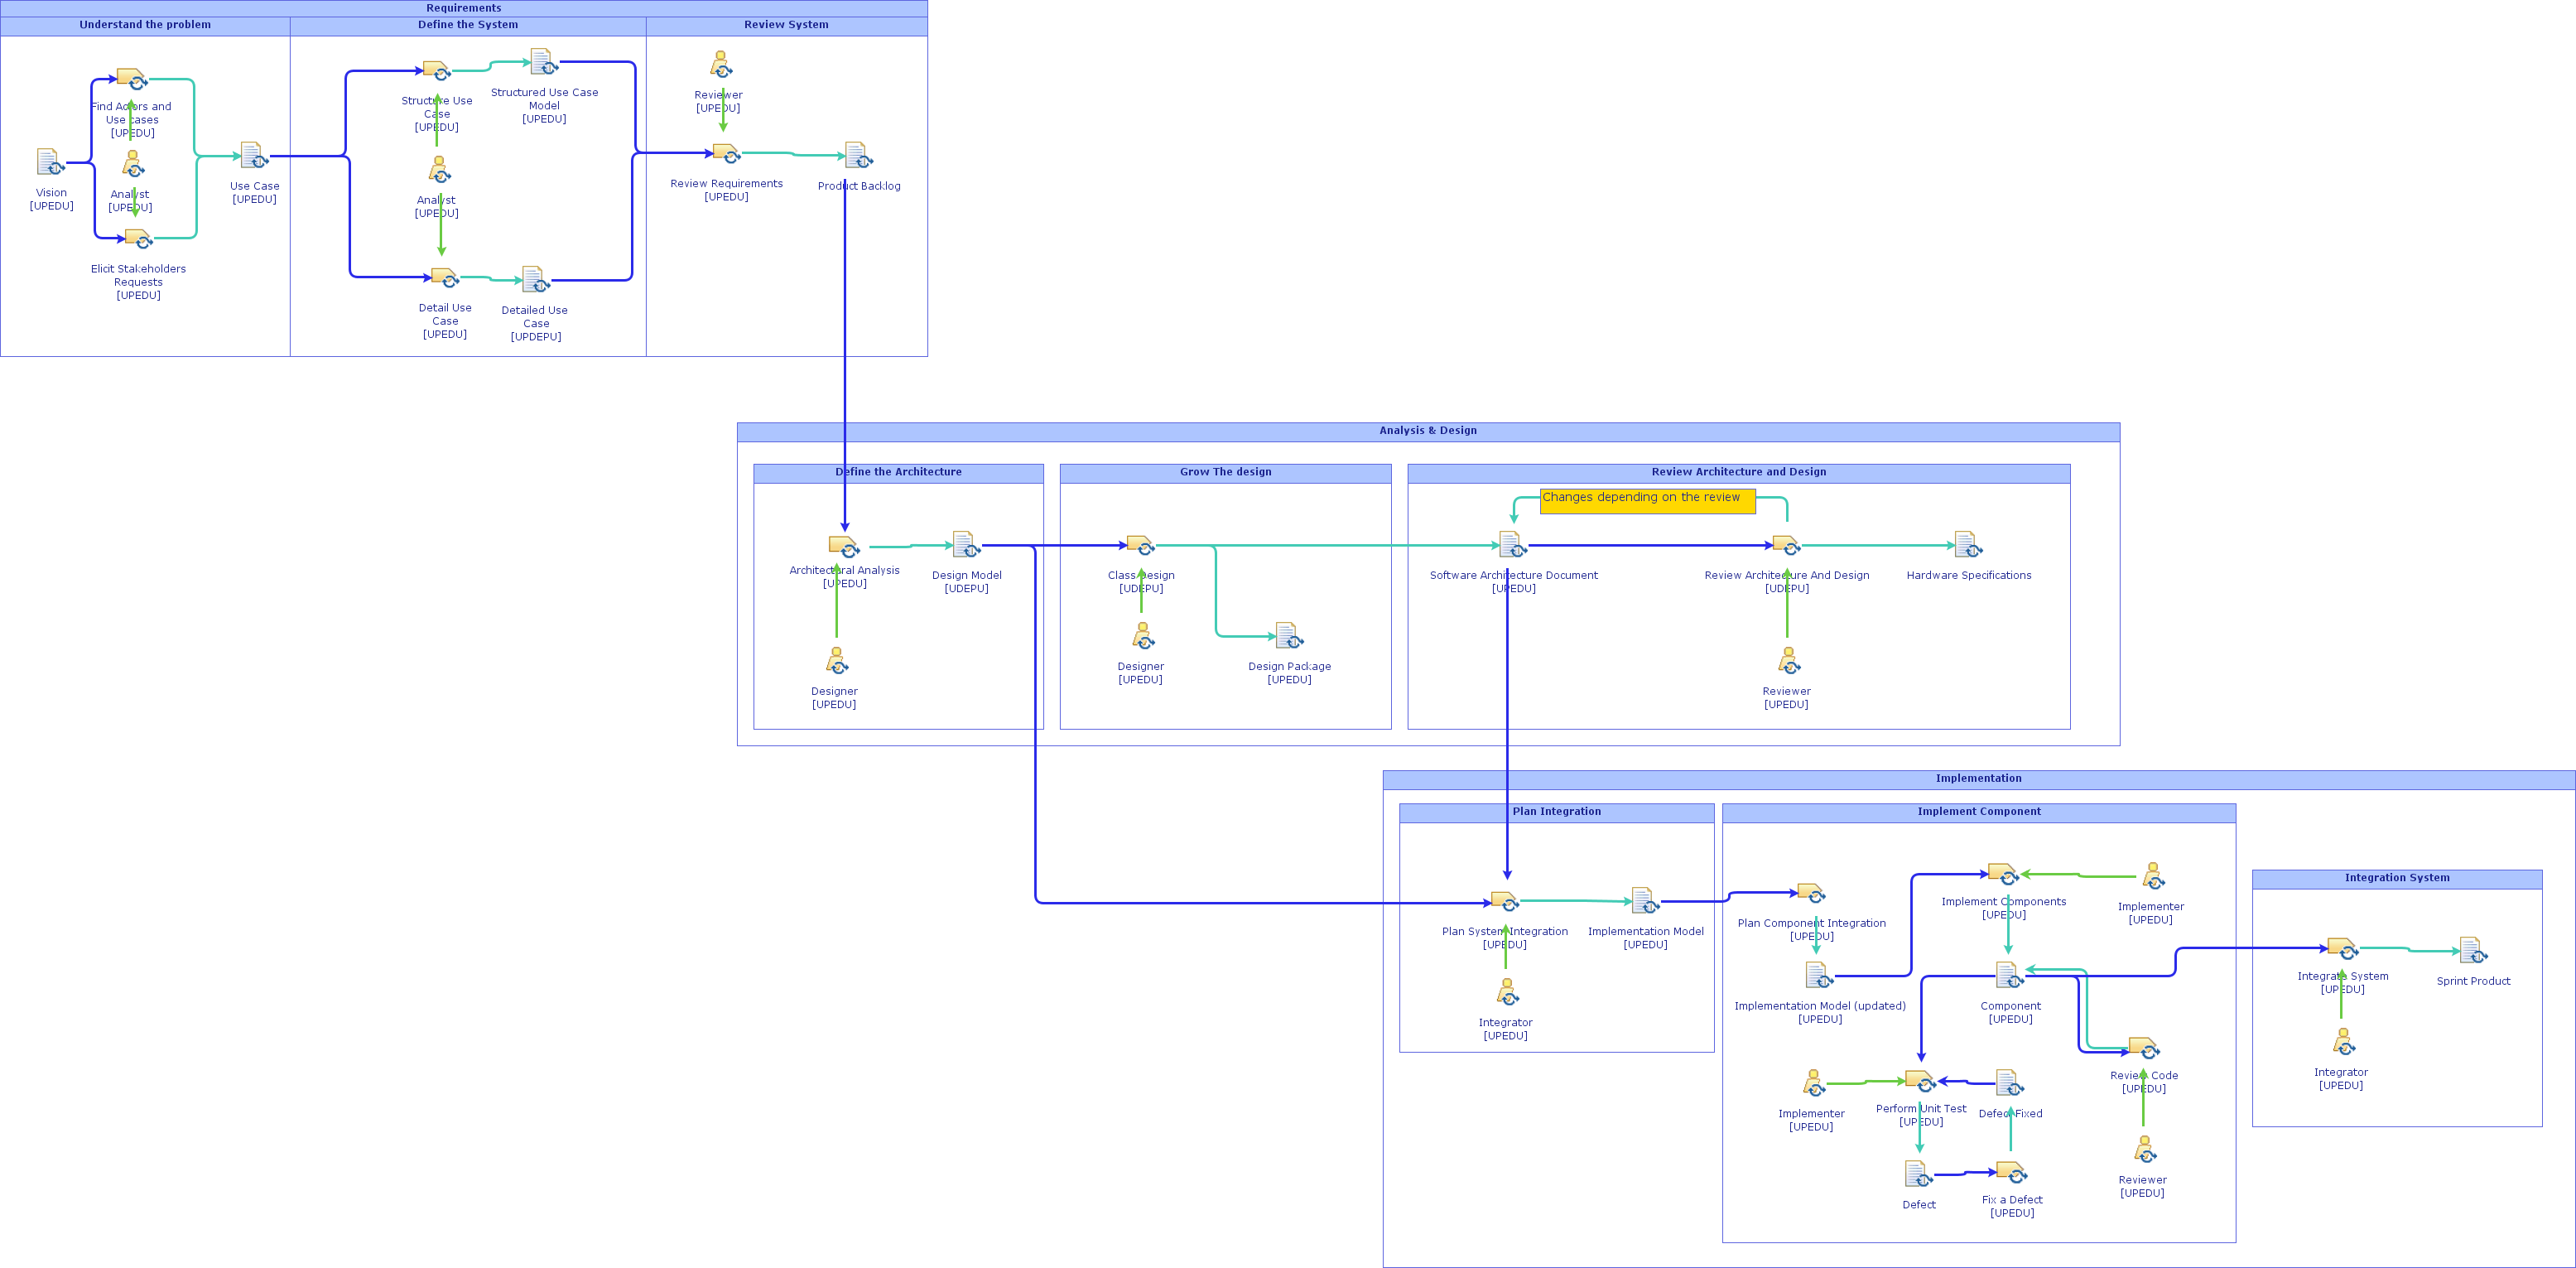 Requirements
Understand the problem
Define the System
Review System
Find Actors and
Use cases
[UPEDU]
Vision
[UPEDU]
Analyst
[UPEDU]
Use Case
[UPEDU]
Elicit Stakeholders
Requests
[UPEDU]
Structure Use
Case
[UPEDU]
Structured Use Case
Model
[UPEDU]
Analyst
[UPEDU]
Detail Use
Case
[UPEDU]
Detailed Use
Case
[UPDEPU]
Reviewer
[UPEDU]
Review Requirements
[UPEDU]
Product Backlog
Analysis & Design
Define the Architecture
Grow The design
Review Architecture and Design
Changes depending on the review
Architectural Analysis
[UPEDU]
Design Model
[UDEPU]
Designer
[UPEDU]
Class Design
[UDEPU]
Designer
[UPEDU]
Design Package
[UPEDU]
Software Architecture Document
[UPEDU]
Review Architecture And Design
[UDEPU]
Hardware Specifications
Reviewer
[UPEDU]
Implementation
Plan Integration
Implement Component
Integration System
Plan System Integration
[UPEDU]
Implementation Model
[UPEDU]
Integrator
[UPEDU]
Plan Component Integration
[UPEDU]
Implement Components
[UPEDU]
Implementer
[UPEDU]
Implementation Model (updated)
[UPEDU]
Component
[UPEDU]
Review Code
[UPEDU]
Implementer
[UPEDU]
Perform Unit Test
[UPEDU]
Defect Fixed
Defect
Fix a Defect
[UPEDU]
Reviewer
[UPEDU]
Integrate System
[UPEDU]
Sprint Product
Integrator
[UPEDU]